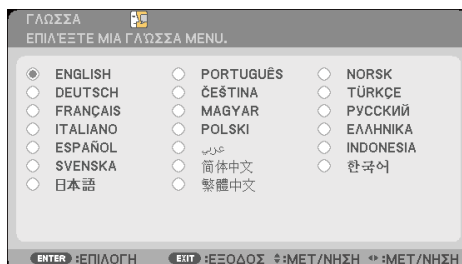 ΓΛΩΣΣΑ
ΕΠΙΛΈΞΤΕ ΜΙΑ ΓΛΏΣΣΑ MENU.
ENGLISH PORTUGUÊS NORSK
DEUTSCH ČEŠTINA TÜRKÇE
FRANÇAIS MAGYAR РУССКИЙ
ITALIANO POLSKI ΕΛΛΗΝΙΚΑ
ESPAÑOL عربي INDONESIA
SVENSKA 简体中文 한국어
日本語 繁體中文
ENTER :ΕΠΙΛΟΓΗ EXIT :ΕΞΟΔΟΣ :ΜΕΤ/ΝΗΣΗ :ΜΕΤ/ΝΗΣΗ